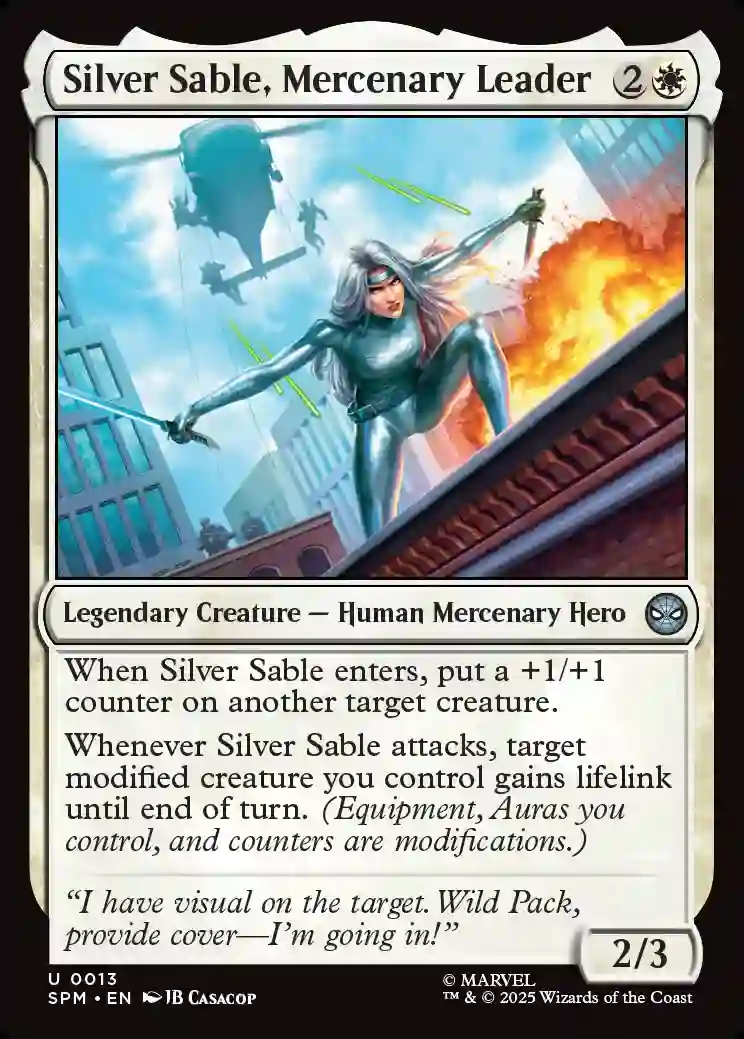 Silver Sable, Mercenary Leader 2
When Silver Sable enters, put a +1/+1
counter on another target creature.
Whenever Silver Sable attacks, target
modified creature you control gains lifelink
until end of turn. (Equipment, Auras you
control, and counters are modifications.)
"I have visual on the target. Wild Pack,
provide cover—I'm going in!"
2/3
Legendary Creature — Human Mercenary Hero
U 0013
SPM • EN JB Casacop
© MARVEL
™ & © 2025 Wizards of the Coast